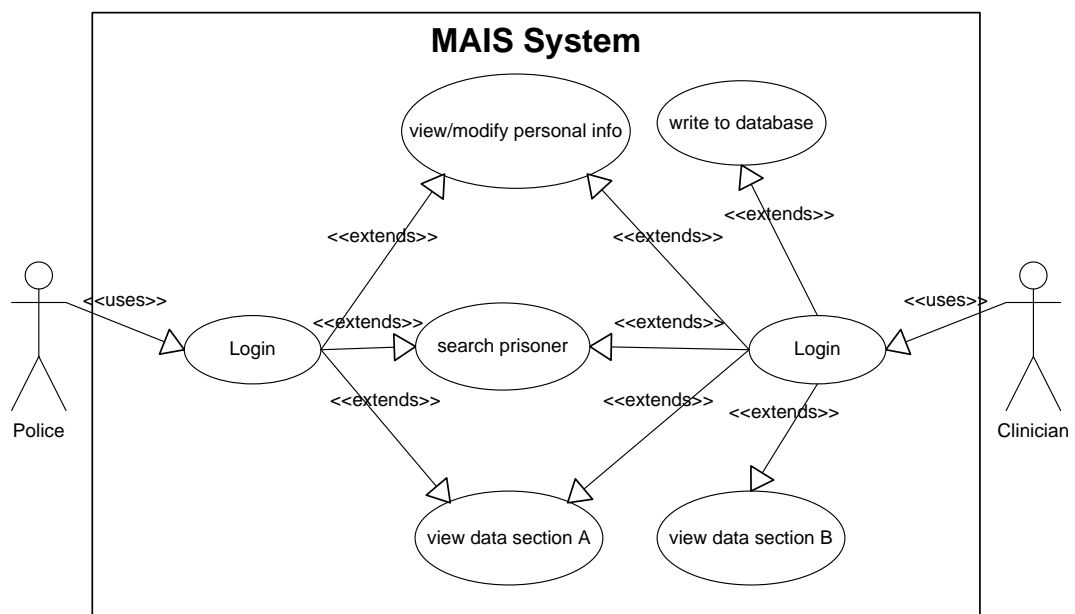 MAIS System
view/modify personal info
write to database
<<extends>>
<<extends>>
<<extends>>
<<uses>>
<<uses>>
<<extends>>
<<extends>>
Login
search prisoner
Login
<<extends>>
<<extends>>
<<extends>>
Police
Clinician
view data section A
view data section B